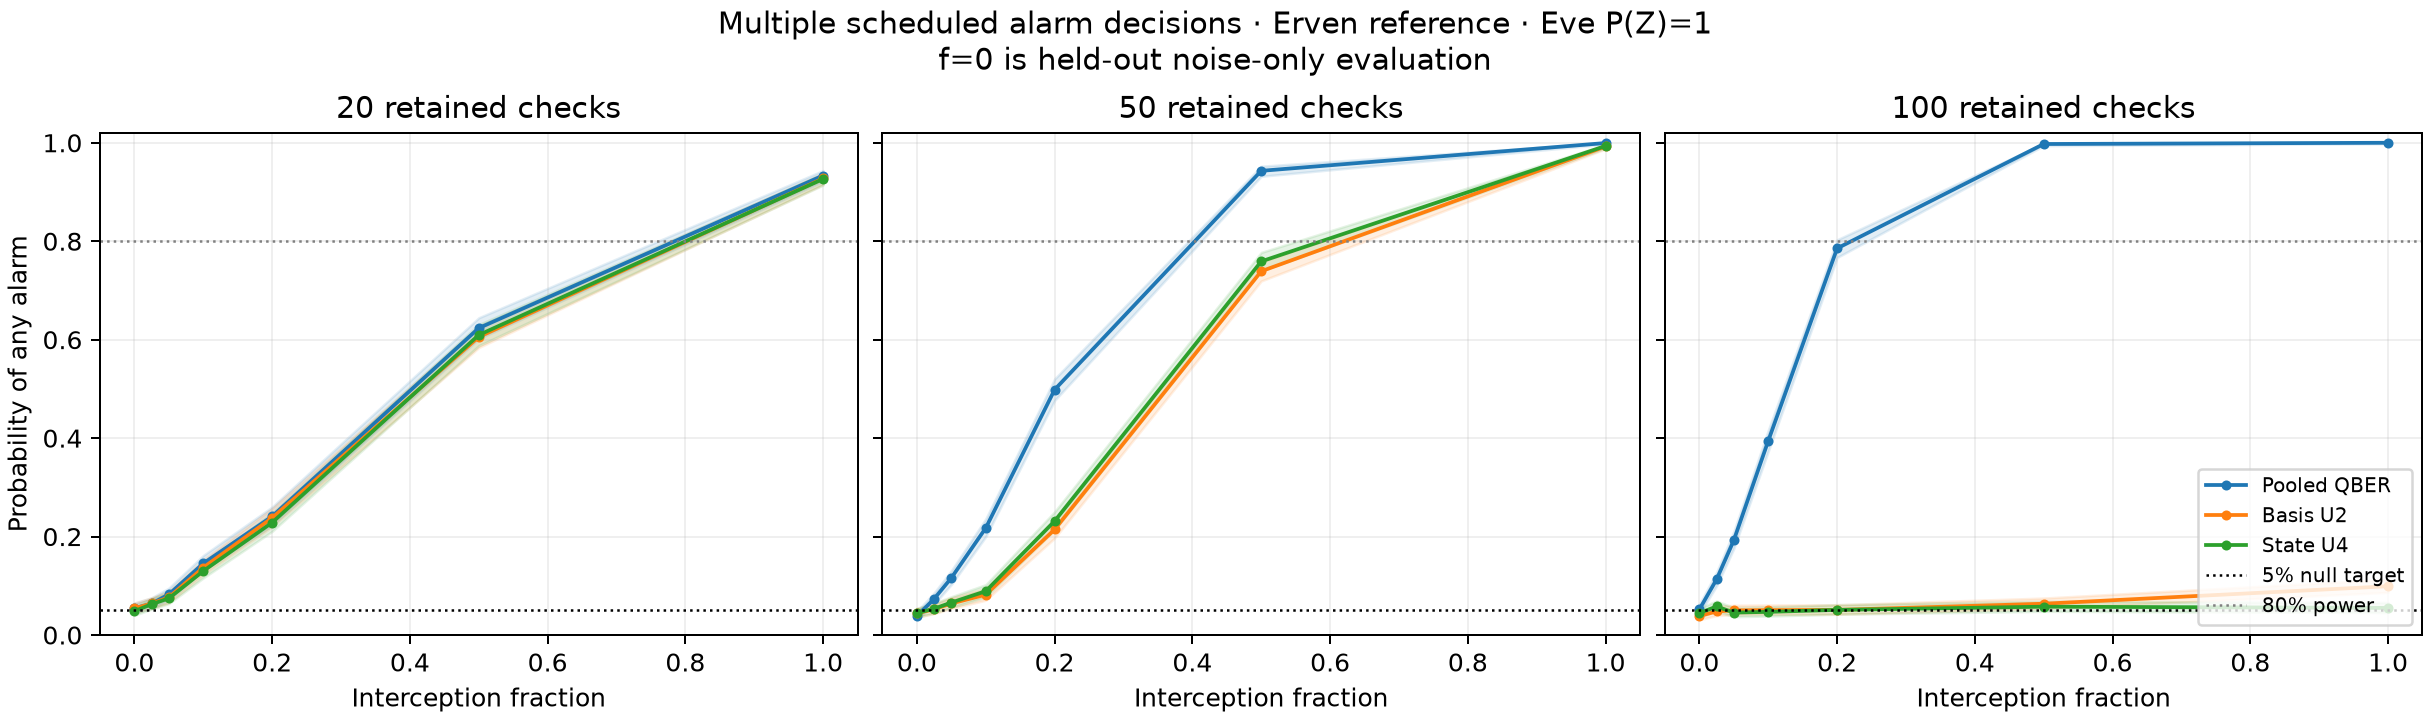 Multiple scheduled alarm decisions · Erven reference · Eve P(Z)=1
f=0 is held-out noise-only evaluation
20 retained checks
50 retained checks
100 retained checks
Probability of any alarm
1.0
0.8
0.6
0.4
0.2
0.0
0.0 0.2 0.4 0.6 0.8 1.0
0.0 0.2 0.4 0.6 0.8 1.0
0.0 0.2 0.4 0.6 0.8 1.0
Interception fraction
Interception fraction
Interception fraction
Pooled QBER
Basis U2
State U4
5% null target
80% power